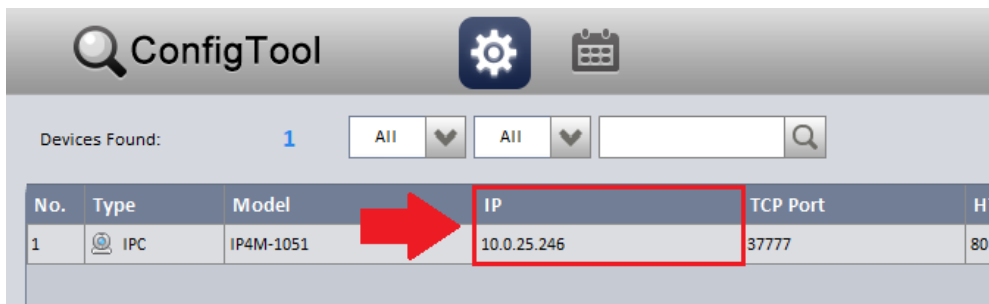 ConfigTool
Devices Found: 1 All All
No. Type Model IP TCP Port
1 IPC IP4M-1051 10.0.25.246 37777 80